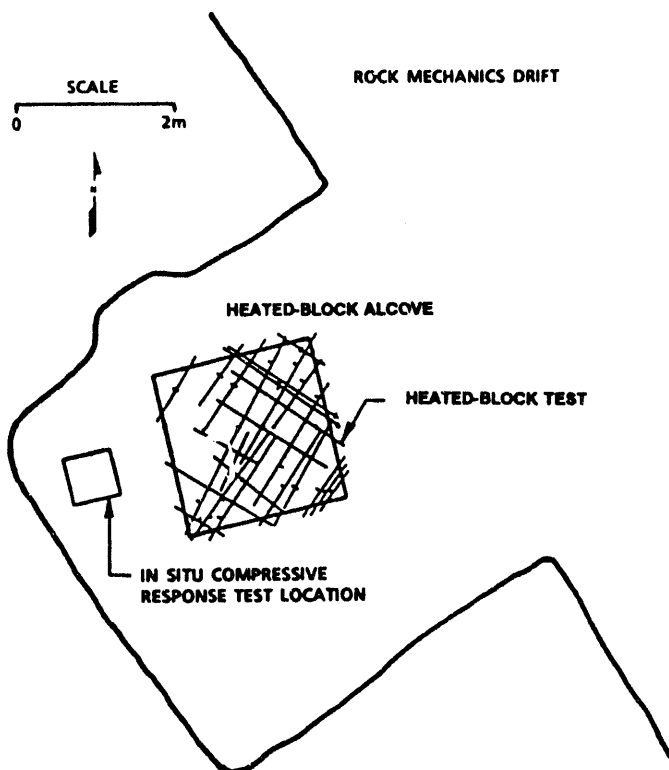 SCALE
0 2m
ROCK MECHANICS DRIFT
HEATED-BLOCK ALCOVE
HEATED-BLOCK TEST
IN SITU COMPRESSIVE
RESPONSE TEST LOCATION